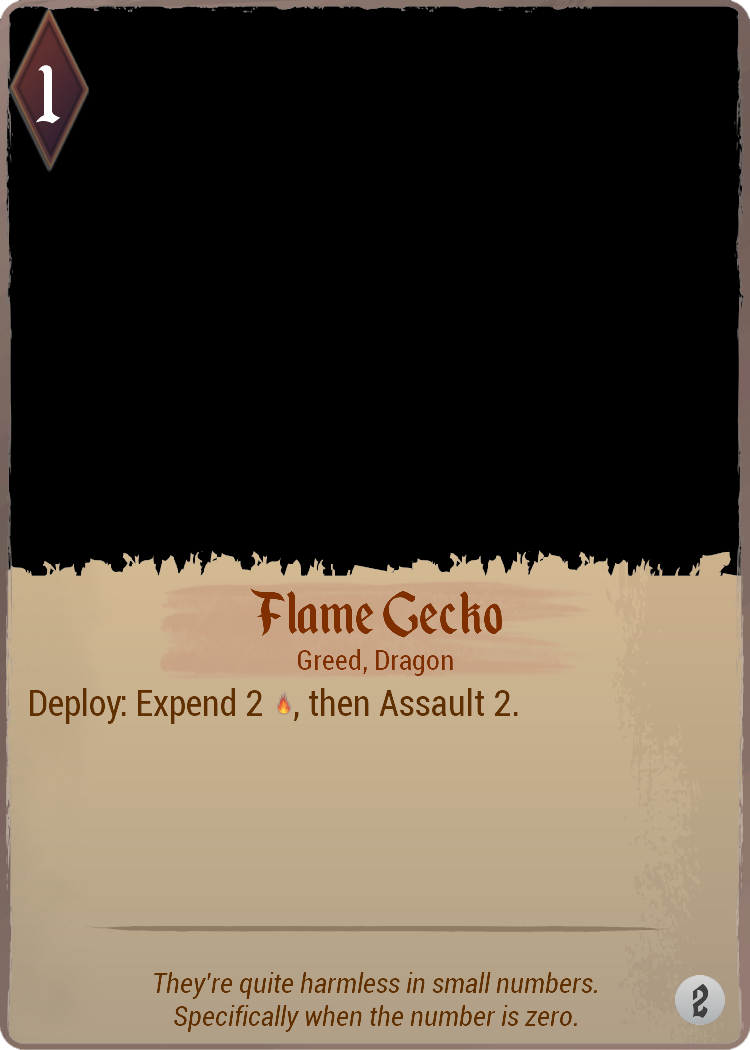 1
Flame Gecko
Greed, Dragon
Deploy: Expend 2 🔥, then Assault 2.
They're quite harmless in small numbers.
Specifically when the number is zero.
2